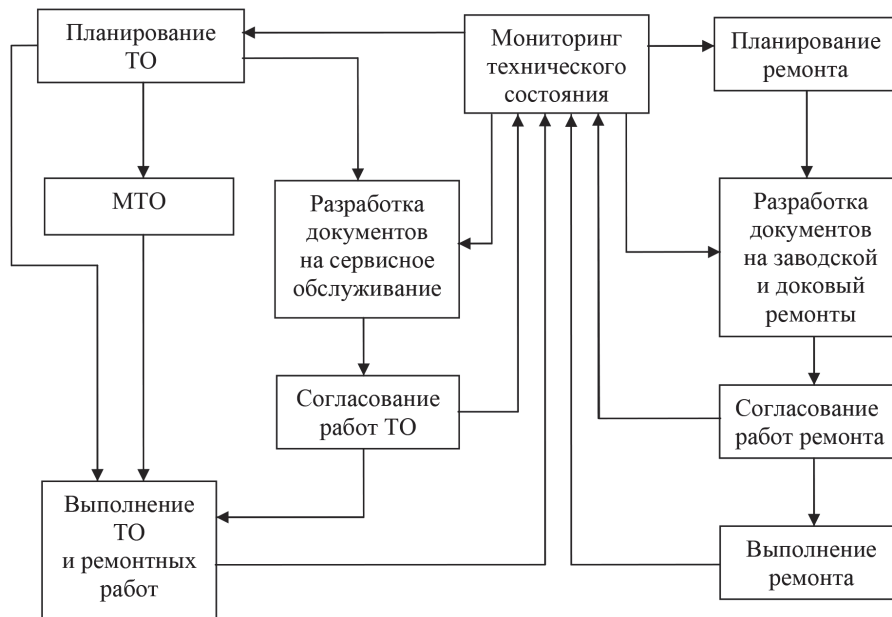 Планирование
ТО
Мониторинг
технического
состояния
Планирование
ремонта
МТО
Разработка
документов
на сервисное
обслуживание
Разработка
документов
на заводской
и доковый
ремонты
Согласование
работ ТО
Согласование
работ ремонта
Выполнение
ТО
и ремонтных
работ
Выполнение
ремонта